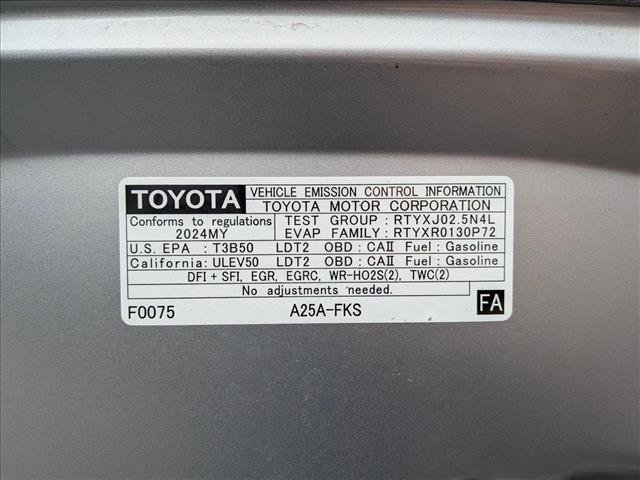 TOYOTA VEHICLE EMISSION CONTROL INFORMATION
TOYOTA MOTOR CORPORATION
Conforms to regulations TEST GROUP : RTYXJ02.5N4L
2024MY EVAP FAMILY : RTYXR0130P72
U.S. EPA : T3B50 LDT2 OBD : CAⅡ Fuel : Gasoline
California: ULEV50 LDT2 OBD : CAⅡ Fuel : Gasoline
DFI + SFI, EGR, EGRC, WR-HO2S(2), TWC(2)
No adjustments needed.
F0075 A25A-FKS FA